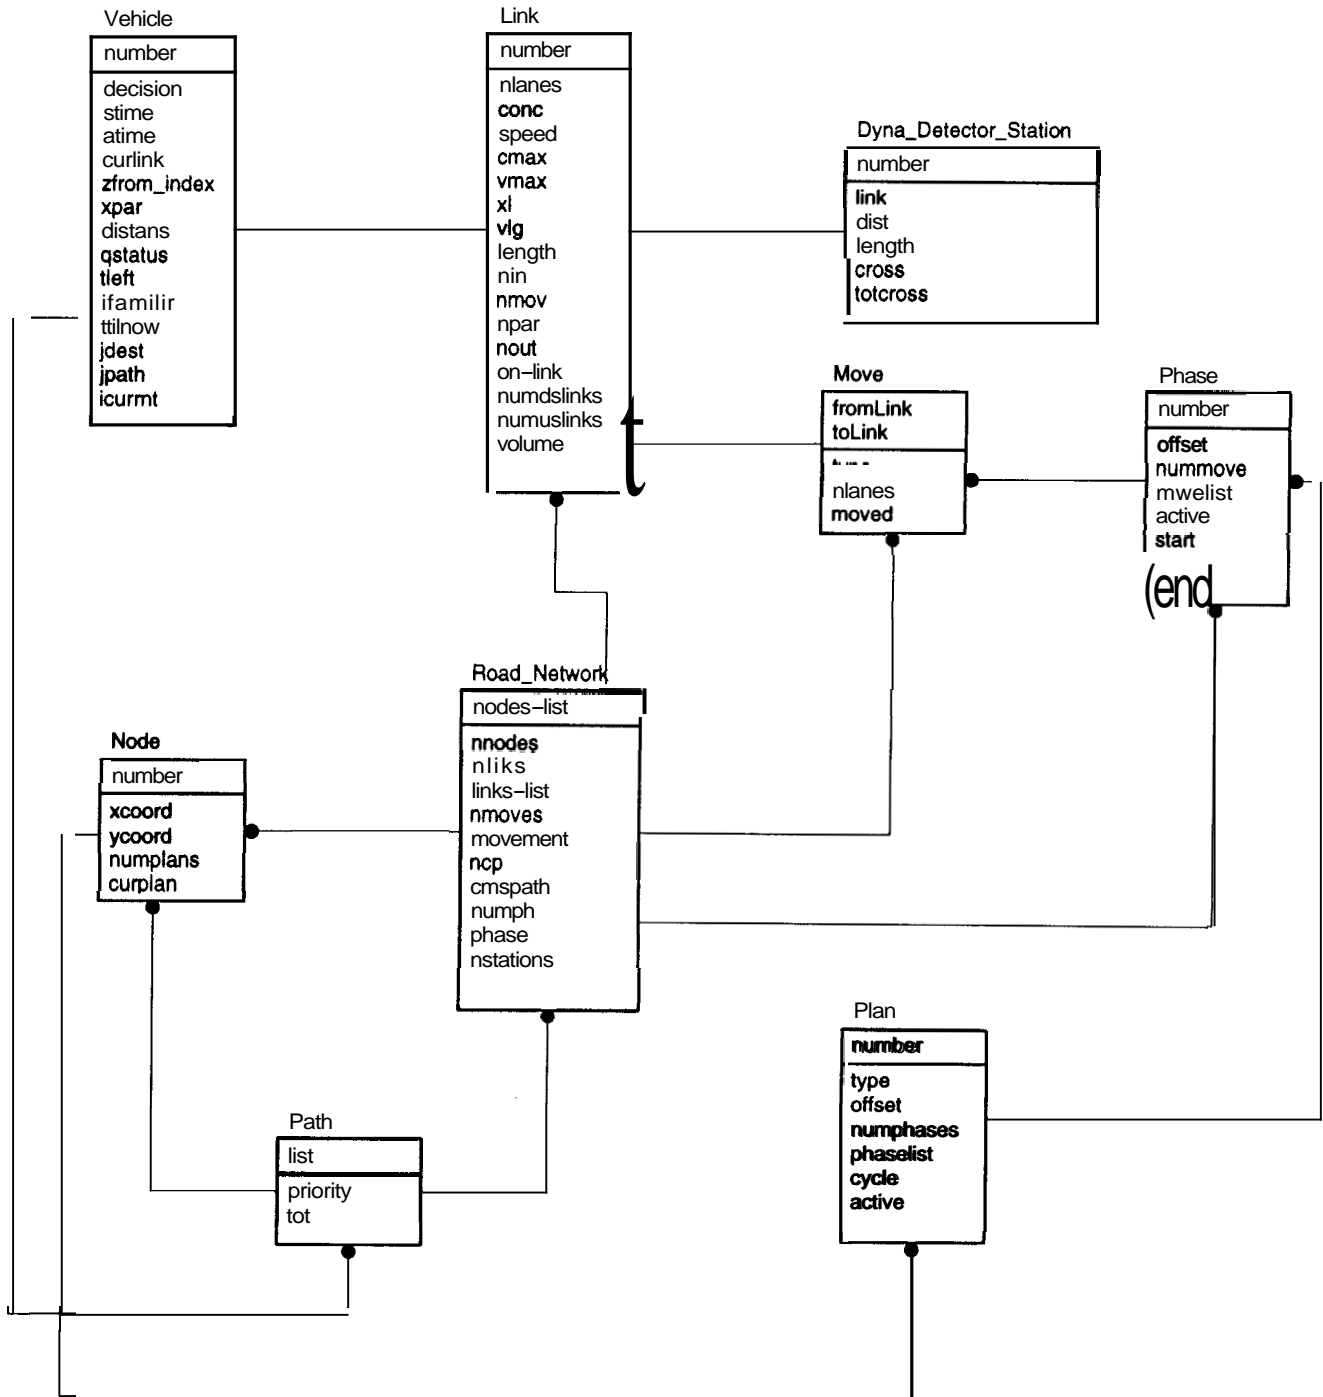 Vehicle
number
decision
stime
atime
curlink
zfrom_index
xpar
distans
qstatus
tleft
ifamilir
ttilnow
jdest
jpath
icurrnt
Link
number
nlanes
conc
speed
cmax
vmax
xl
vlg
length
nin
nmov
npar
nout
on-link
numdslinks
numuslinks
volume
t
Dyna_Detector_Station
number
link
dist
length
cross
totcross
Move
fromLink
toLink
nlanes
moved
Phase
number
offset
nummove
mwelist
active
start
(end
Road_Network
nodes-list
nnodes
nliks
links-list
nmoves
movement
ncp
cmspath
numph
phase
nstations
Node
number
xcoord
ycoord
numplans
curplan
Path
list
priority
tot
Plan
number
type
offset
numphases
phaselist
cycle
active